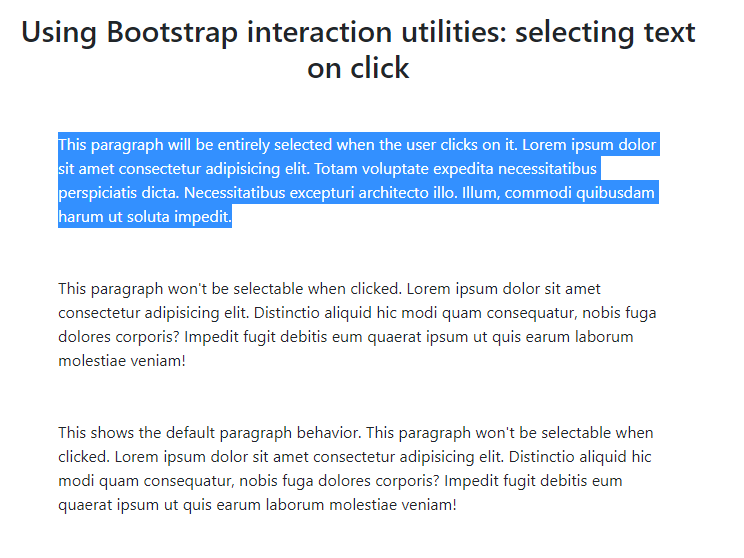 Using Bootstrap interaction utilities: selecting text
on click
This paragraph will be entirely selected when the user clicks on it. Lorem ipsum dolor
sit amet consectetur adipisicing elit. Totam voluptate expedita necessitatibus
perspiciatis dicta. Necessitatibus excepturi architecto illo. Illum, commodi quibusdam
harum ut soluta impedit.
This paragraph won't be selectable when clicked. Lorem ipsum dolor sit amet
consectetur adipisicing elit. Distinctio aliquid hic modi quam consequatur, nobis fuga
dolores corporis? Impedit fugit debitis eum quaerat ipsum ut quis earum laborum
molestiae veniam!
This shows the default paragraph behavior. This paragraph won't be selectable when
clicked. Lorem ipsum dolor sit amet consectetur adipisicing elit. Distinctio aliquid hic
modi quam consequatur, nobis fuga dolores corporis? Impedit fugit debitis eum
quaerat ipsum ut quis earum laborum molestiae veniam!